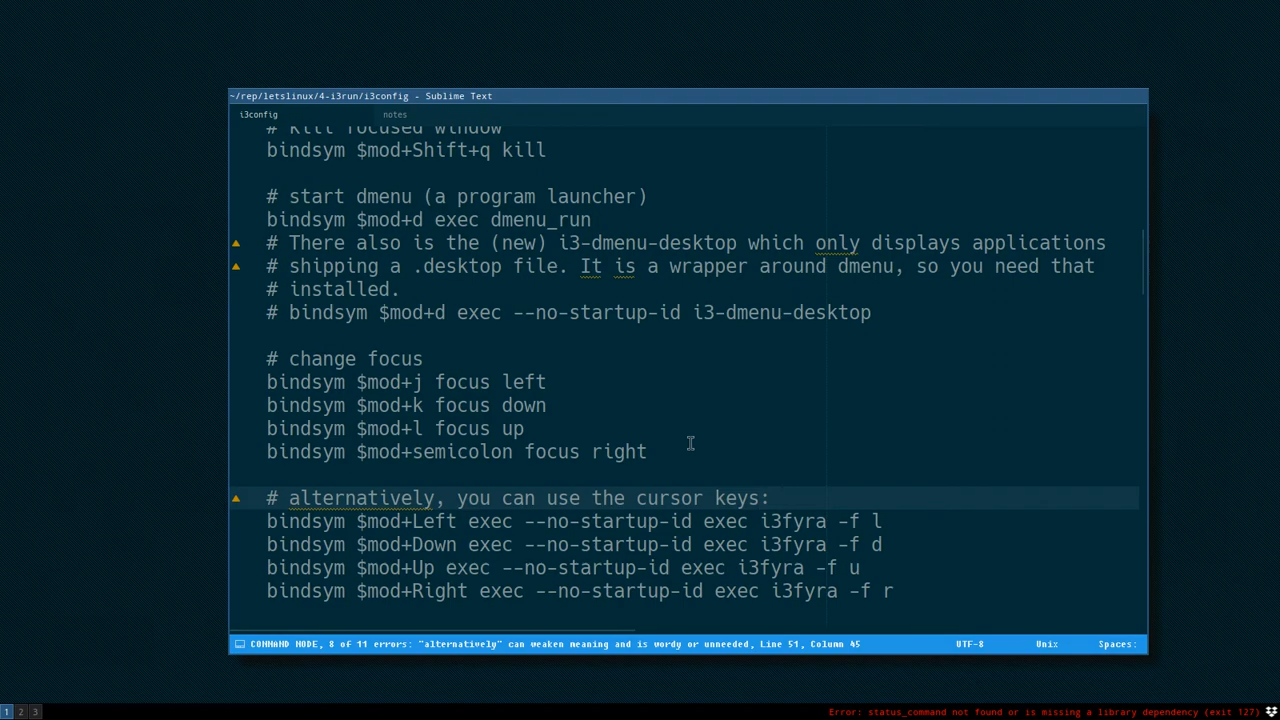 ~/rep/letslinux/4-i3run/i3config - Sublime Text
i3config notes
# Kill focused window
bindsym $mod+Shift+q kill
# start dmenu (a program launcher)
bindsym $mod+d exec dmenu_run
# There also is the (new) i3-dmenu-desktop which only displays applications
# shipping a .desktop file. It is a wrapper around dmenu, so you need that
# installed.
# bindsym $mod+d exec --no-startup-id i3-dmenu-desktop
# change focus
bindsym $mod+j focus left
bindsym $mod+k focus down
bindsym $mod+l focus up
bindsym $mod+semicolon focus right
# alternatively, you can use the cursor keys:
bindsym $mod+Left exec --no-startup-id exec i3fyra -f l
bindsym $mod+Down exec --no-startup-id exec i3fyra -f d
bindsym $mod+Up exec --no-startup-id exec i3fyra -f u
bindsym $mod+Right exec --no-startup-id exec i3fyra -f r
COMMAND MODE, 8 of 11 errors: "alternatively" can weaken meaning and is wordy or unneeded, Line 51, Column 45 UTF-8 Unix Spaces:
1 2 3 Error: status_command not found or is missing a library dependency (exit 127)